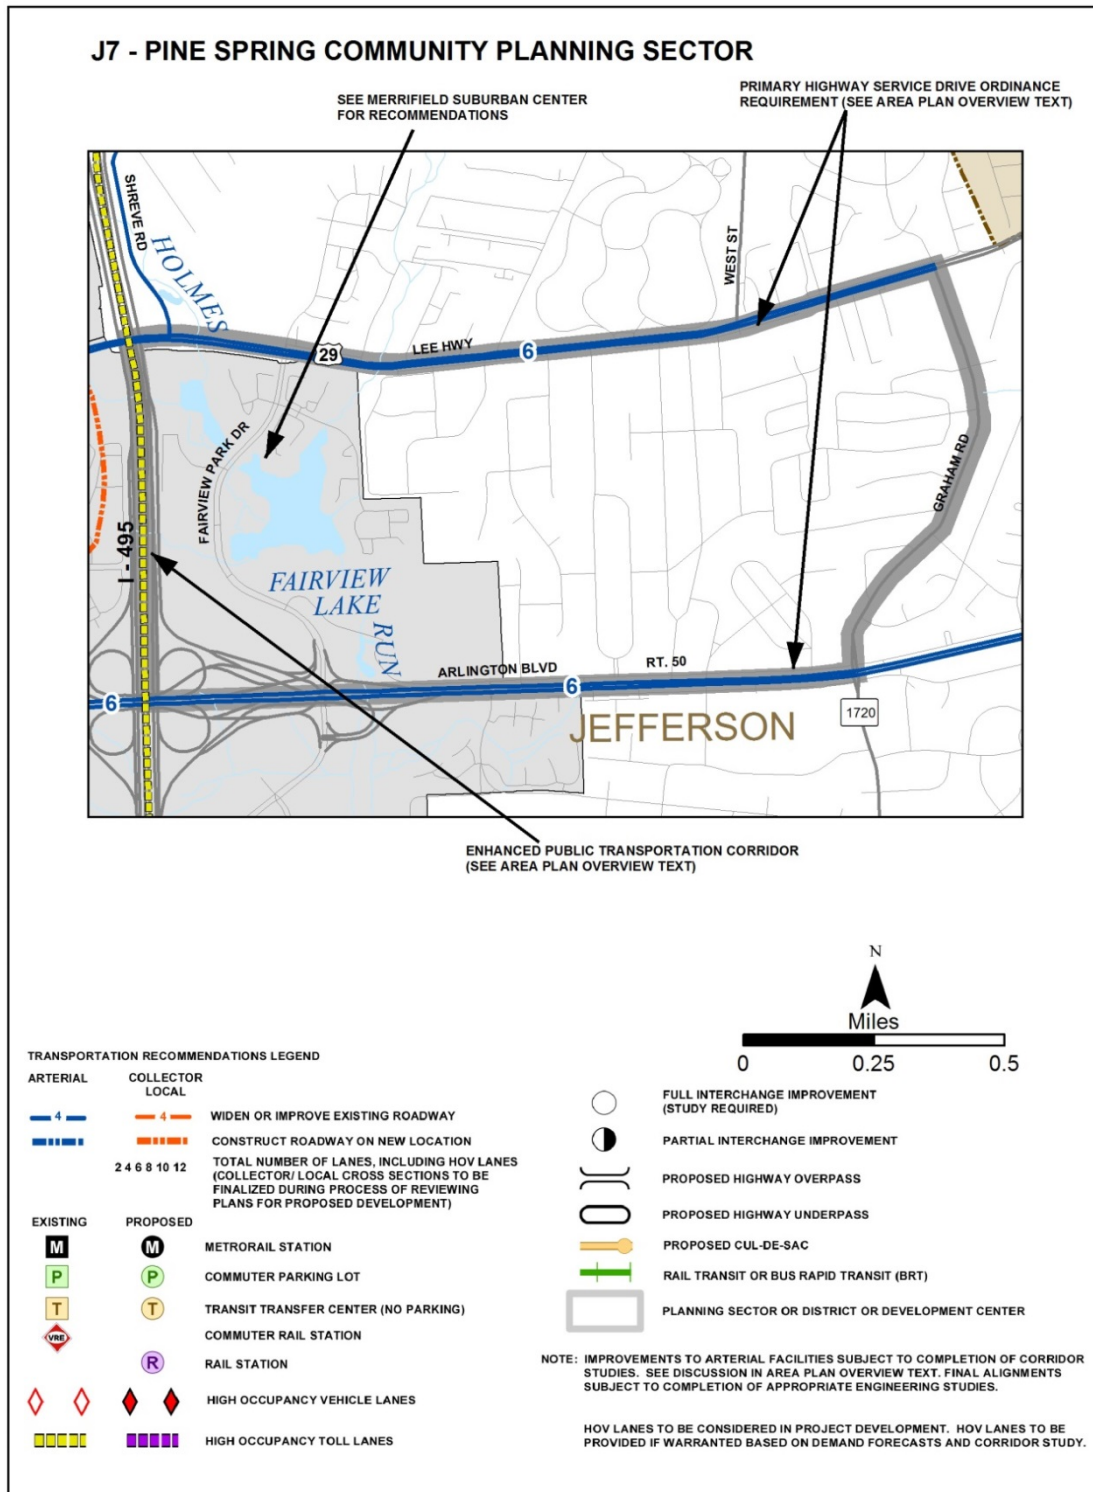 J7 - PINE SPRING COMMUNITY PLANNING SECTOR
SEE MERRIFIELD SUBURBAN CENTER
FOR RECOMMENDATIONS
PRIMARY HIGHWAY SERVICE DRIVE ORDINANCE
REQUIREMENT (SEE AREA PLAN OVERVIEW TEXT)
SHREVE RD
HOLMES
WEST ST
29
LEE HWY
6
FAIRVIEW PARK DR
GRAHAM RD
I - 495
FAIRVIEW
LAKE
RUN
ARLINGTON BLVD
RT. 50
6
6
JEFFERSON
1720
ENHANCED PUBLIC TRANSPORTATION CORRIDOR
(SEE AREA PLAN OVERVIEW TEXT)
N
Miles
0 0.25 0.5
TRANSPORTATION RECOMMENDATIONS LEGEND
ARTERIAL
COLLECTOR
LOCAL
4 4 WIDEN OR IMPROVE EXISTING ROADWAY
CONSTRUCT ROADWAY ON NEW LOCATION
2 4 6 8 10 12 TOTAL NUMBER OF LANES, INCLUDING HOV LANES
(COLLECTOR/ LOCAL CROSS SECTIONS TO BE
FINALIZED DURING PROCESS OF REVIEWING
PLANS FOR PROPOSED DEVELOPMENT)
EXISTING PROPOSED
M M METRORAIL STATION
P P COMMUTER PARKING LOT
T T TRANSIT TRANSFER CENTER (NO PARKING)
VRE COMMUTER RAIL STATION
R RAIL STATION
HIGH OCCUPANCY VEHICLE LANES
HIGH OCCUPANCY TOLL LANES
FULL INTERCHANGE IMPROVEMENT
(STUDY REQUIRED)
PARTIAL INTERCHANGE IMPROVEMENT
PROPOSED HIGHWAY OVERPASS
PROPOSED HIGHWAY UNDERPASS
PROPOSED CUL-DE-SAC
RAIL TRANSIT OR BUS RAPID TRANSIT (BRT)
PLANNING SECTOR OR DISTRICT OR DEVELOPMENT CENTER
NOTE: IMPROVEMENTS TO ARTERIAL FACILITIES SUBJECT TO COMPLETION OF CORRIDOR
STUDIES. SEE DISCUSSION IN AREA PLAN OVERVIEW TEXT. FINAL ALIGNMENTS
SUBJECT TO COMPLETION OF APPROPRIATE ENGINEERING STUDIES.
HOV LANES TO BE CONSIDERED IN PROJECT DEVELOPMENT. HOV LANES TO BE
PROVIDED IF WARRANTED BASED ON DEMAND FORECASTS AND CORRIDOR STUDY.